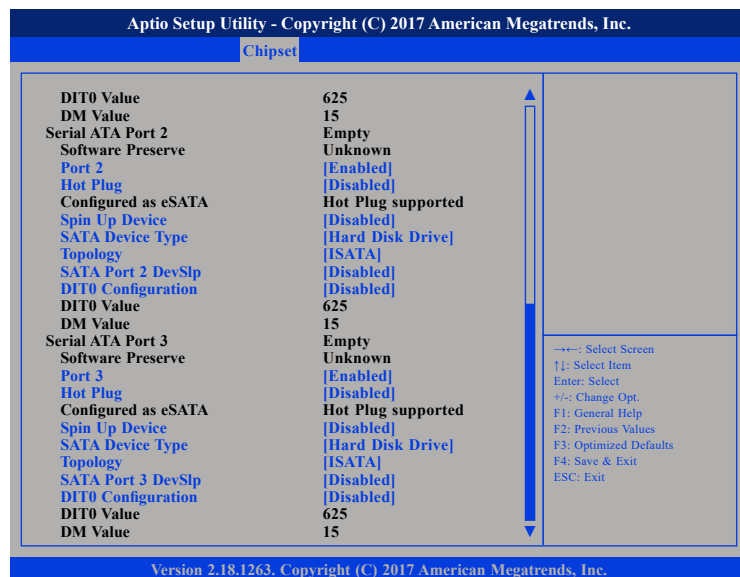 Aptio Setup Utility - Copyright (C) 2017 American Megatrends, Inc.
Chipset
DIT0 Value 625
DM Value 15
Serial ATA Port 2 Empty
Software Preserve Unknown
Port 2 [Enabled]
Hot Plug [Disabled]
Configured as eSATA Hot Plug supported
Spin Up Device [Disabled]
SATA Device Type [Hard Disk Drive]
Topology [ISATA]
SATA Port 2 DevSlp [Disabled]
DIT0 Configuration [Disabled]
DIT0 Value 625
DM Value 15
Serial ATA Port 3 Empty
Software Preserve Unknown
Port 3 [Enabled]
Hot Plug [Disabled]
Configured as eSATA Hot Plug supported
Spin Up Device [Disabled]
SATA Device Type [Hard Disk Drive]
Topology [ISATA]
SATA Port 3 DevSlp [Disabled]
DIT0 Configuration [Disabled]
DIT0 Value 625
DM Value 15
→←: Select Screen
↑↓: Select Item
Enter: Select
+/-: Change Opt.
F1: General Help
F2: Previous Values
F3: Optimized Defaults
F4: Save & Exit
ESC: Exit
Version 2.18.1263. Copyright (C) 2017 American Megatrends, Inc.